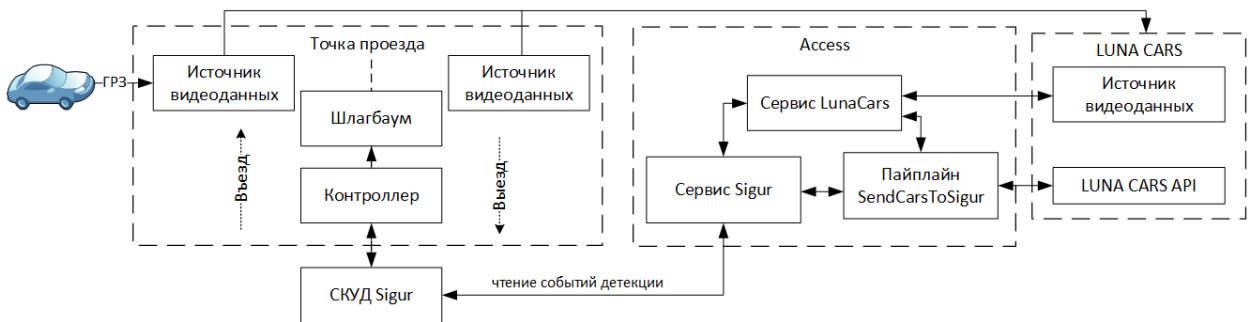 ГРЗ
Точка проезда
Источник
видеоданных
Источник
видеоданных
Шлагбаум
Контроллер
Въезд
Выезд
СКУД Sigur
чтение событий детекции
Access
Сервис LunaCars
Сервис Sigur
Пайплайн
SendCarsToSigur
LUNA CARS
Источник
видеоданных
LUNA CARS API